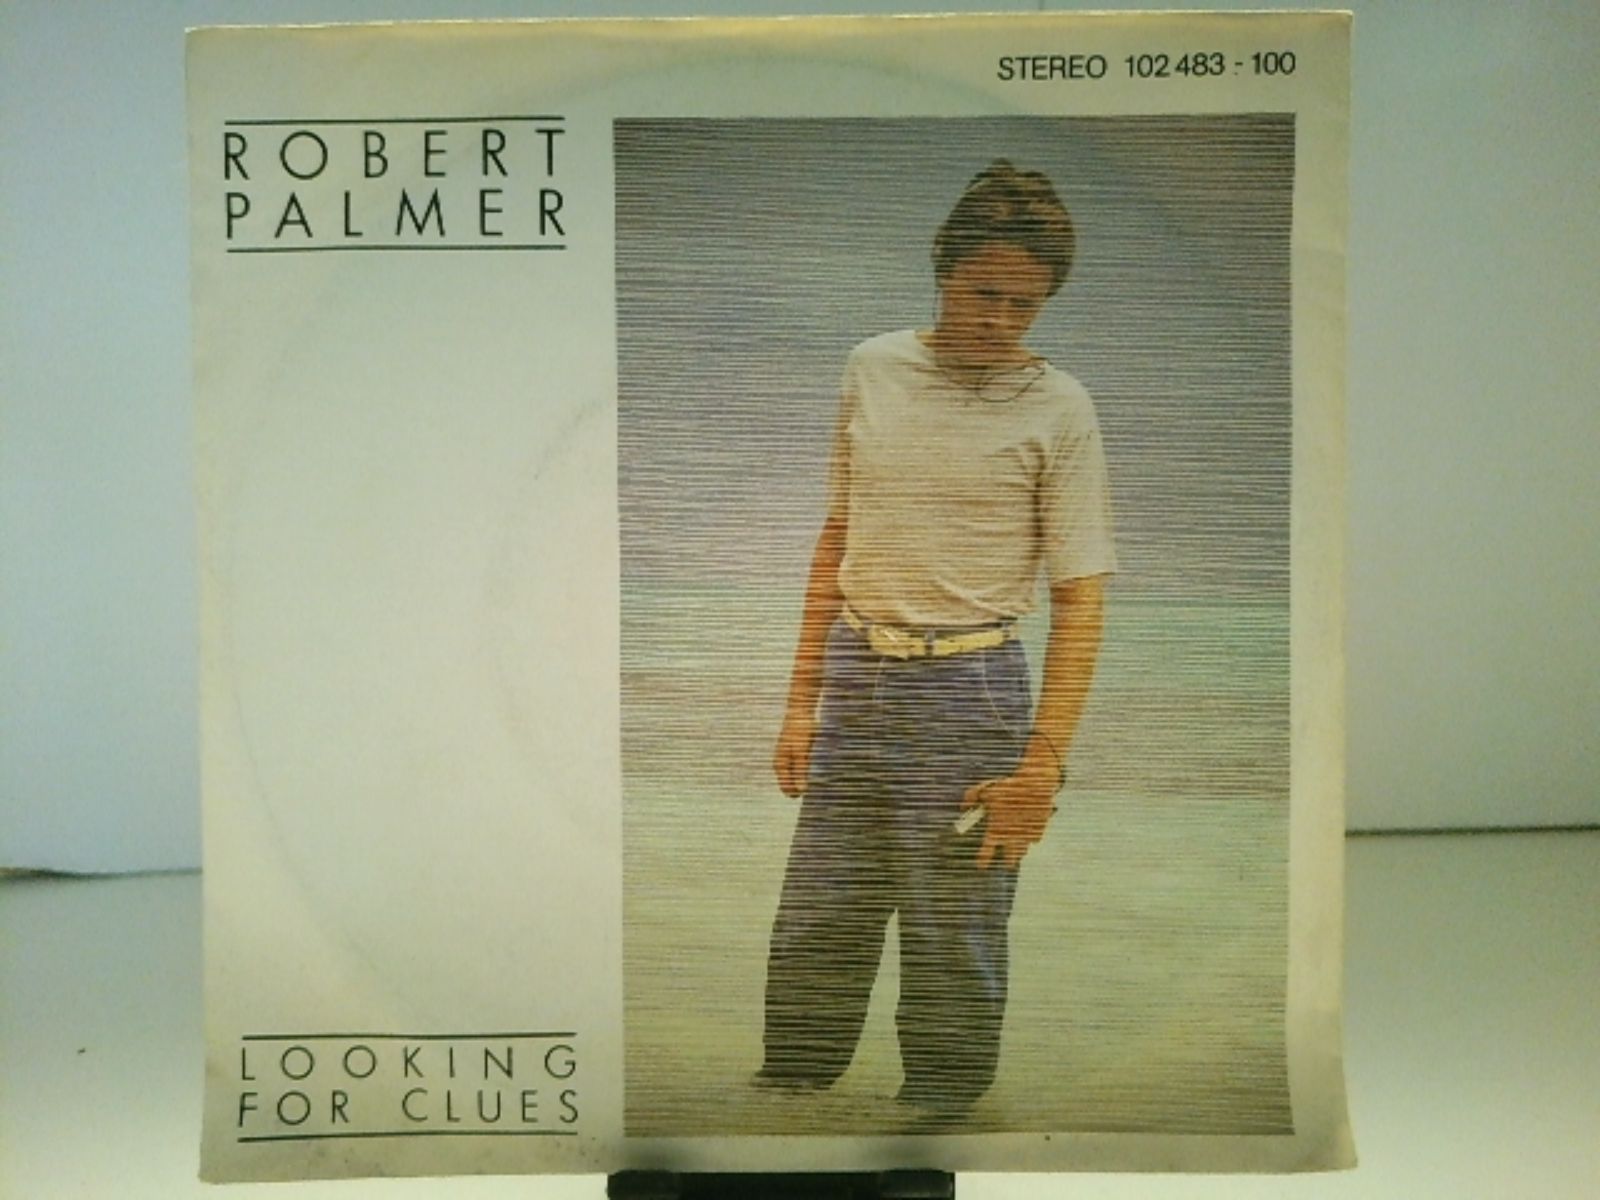 STEREO 102 483 - 100
ROBERT
PALMER
LOOKING
FOR CLUES